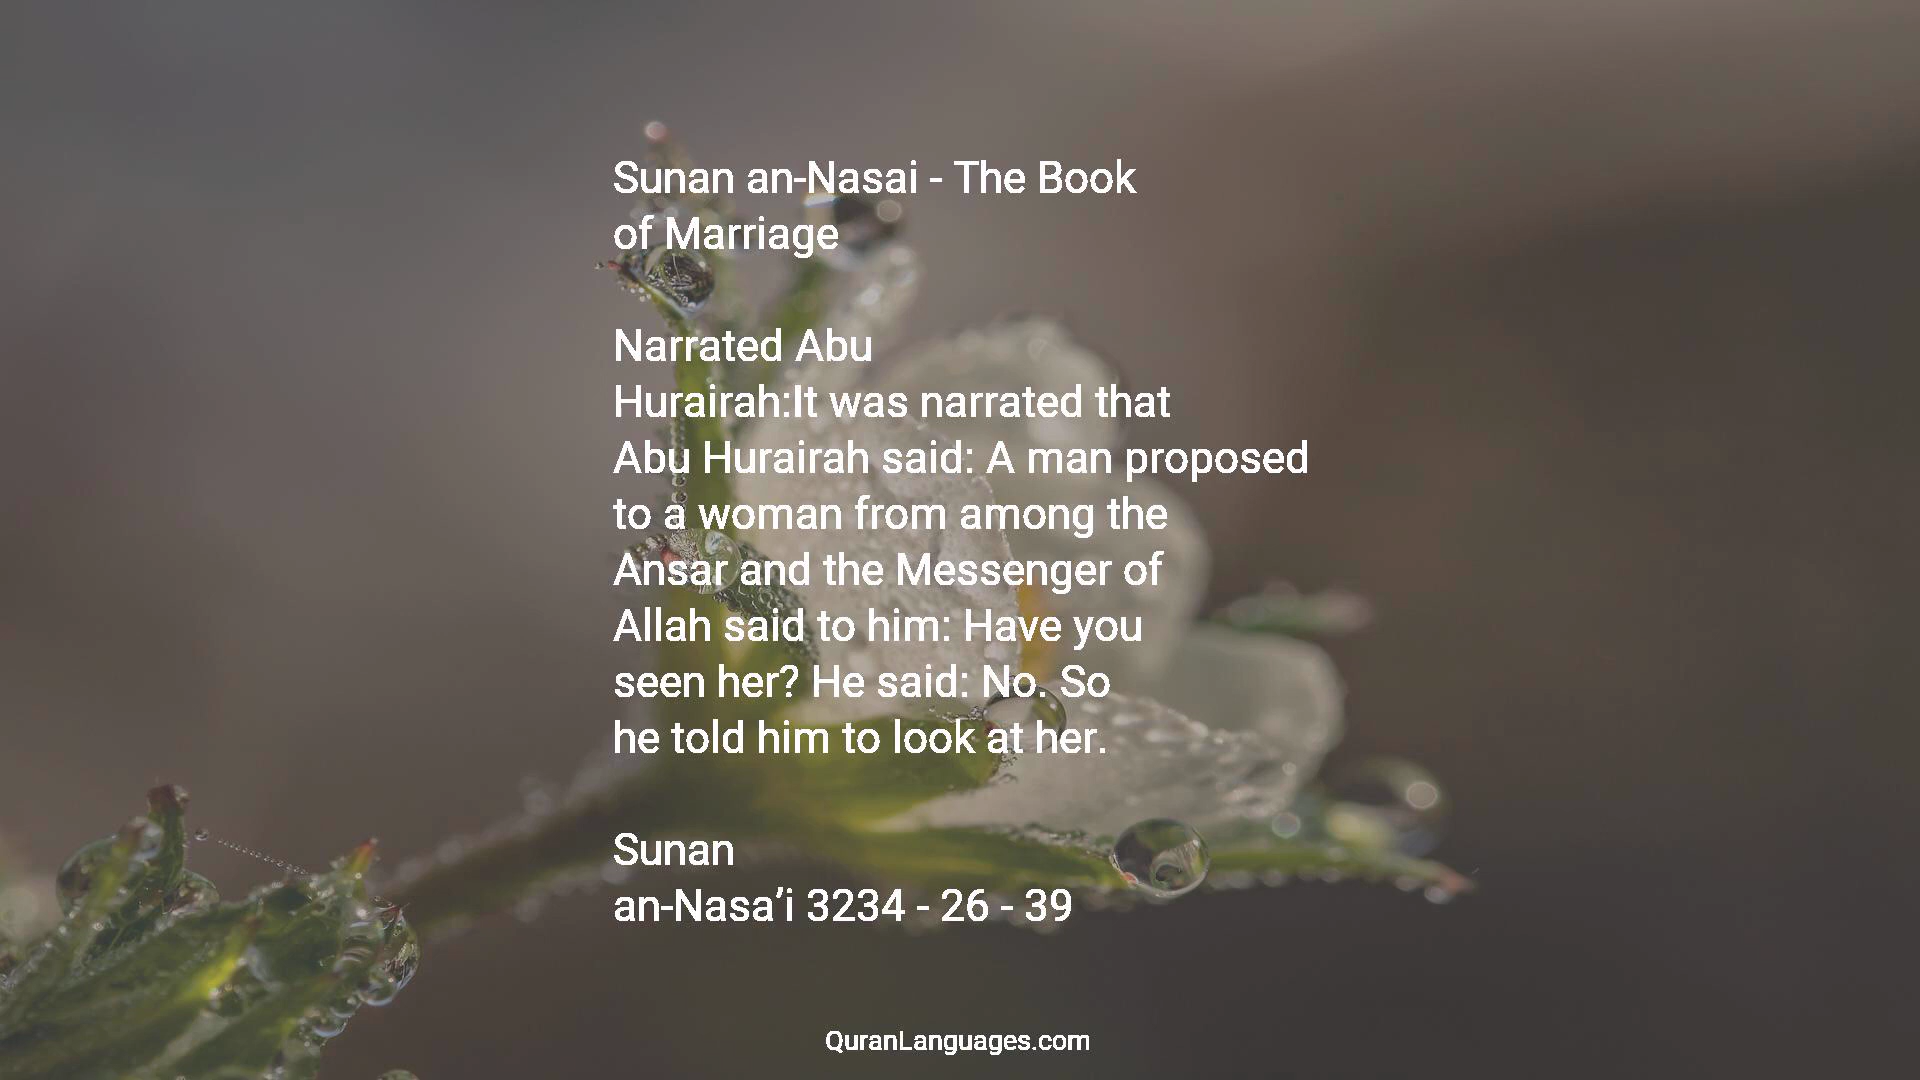 Sunan an-Nasai - The Book
of Marriage
Narrated Abu
Hurairah:It was narrated that
Abu Hurairah said: A man proposed
to a woman from among the
Ansar and the Messenger of
Allah said to him: Have you
seen her? He said: No. So
he told him to look at her.
Sunan
an-Nasa’i 3234 - 26 - 39
QuranLanguages.com